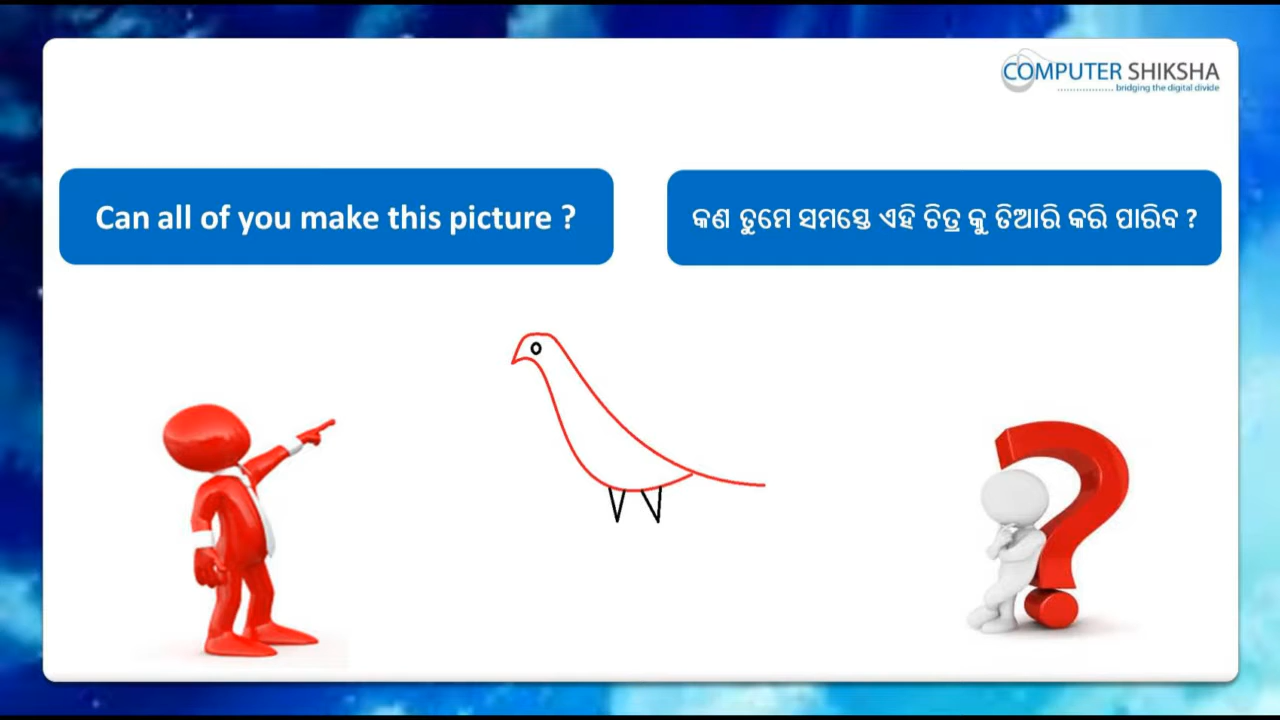 COMPUTER SHIKSHA
bridging the digital divide
Can all of you make this picture ?
କଣ ତୁମେ ସମସ୍ତେ ଏହି ଚିତ୍ର କୁ ତିଆରି କରି ପାରିବ ?